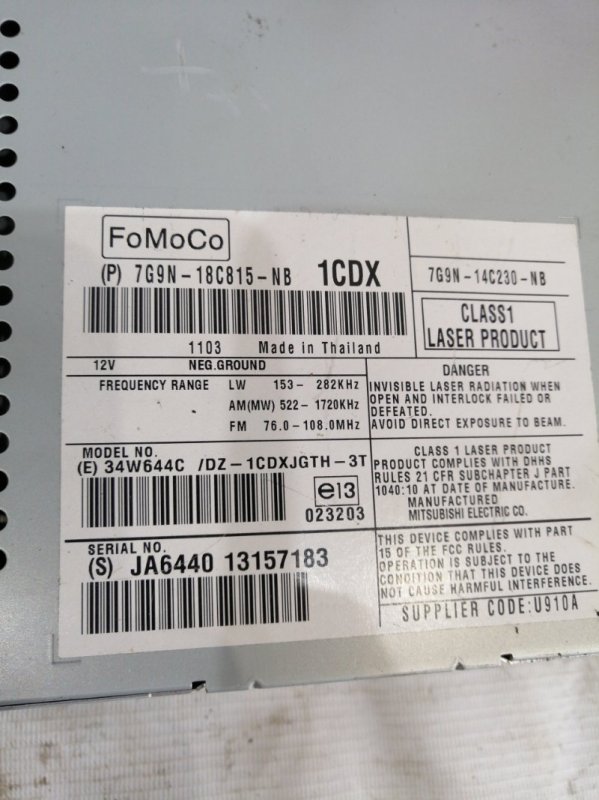 FoMoCo
(P) 7G9N-18C815-NB 1CDX
1103 Made in Thailand
7G9N-14C230-NB
CLASS1
LASER PRODUCT
12V NEG.GROUND
FREQUENCY RANGE LW 153- 282KHz
AM(MW) 522-1720KHz
FM 76.0-108.0MHz
DANGER
INVISIBLE LASER RADIATION WHEN
OPEN AND INTERLOCK FAILED OR
DEFEATED.
AVOID DIRECT EXPOSURE TO BEAM.
MODEL NO.
(E) 34W644C /DZ-1CDXJGTH-3T
e13
023203
CLASS 1 LASER PRODUCT
PRODUCT COMPLIES WITH DHHS
RULES 21 CFR SUBCHAPTER J PART
1040:10 AT DATE OF MANUFACTURE.
MANUFACTURED
MITSUBISHI ELECTRIC CO.
SERIAL NO.
(S) JA6440 13157183
THIS DEVICE COMPLIES WITH PART
15 OF THE FCC RULES.
OPERATION IS SUBJECT TO THE
CONDITION THAT THIS DEVICE DOES
NOT CAUSE HARMFUL INTERFERENCE.
SUPPLIER CODE:U910A